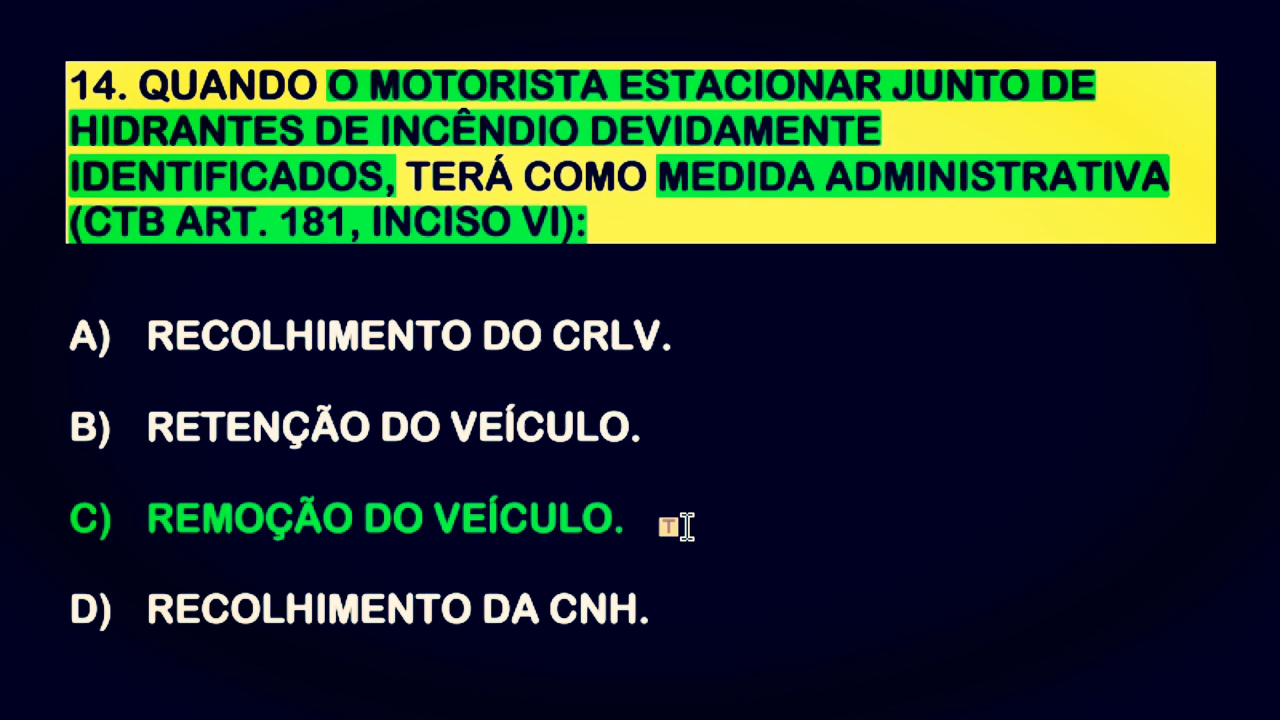 14. QUANDO O MOTORISTA ESTACIONAR JUNTO DE
HIDRANTES DE INCÊNDIO DEVIDAMENTE
IDENTIFICADOS, TERÁ COMO MEDIDA ADMINISTRATIVA
(CTB ART. 181, INCISO VI):
A) RECOLHIMENTO DO CRLV.
B) RETENÇÃO DO VEÍCULO.
C) REMOÇÃO DO VEÍCULO. T
D) RECOLHIMENTO DA CNH.